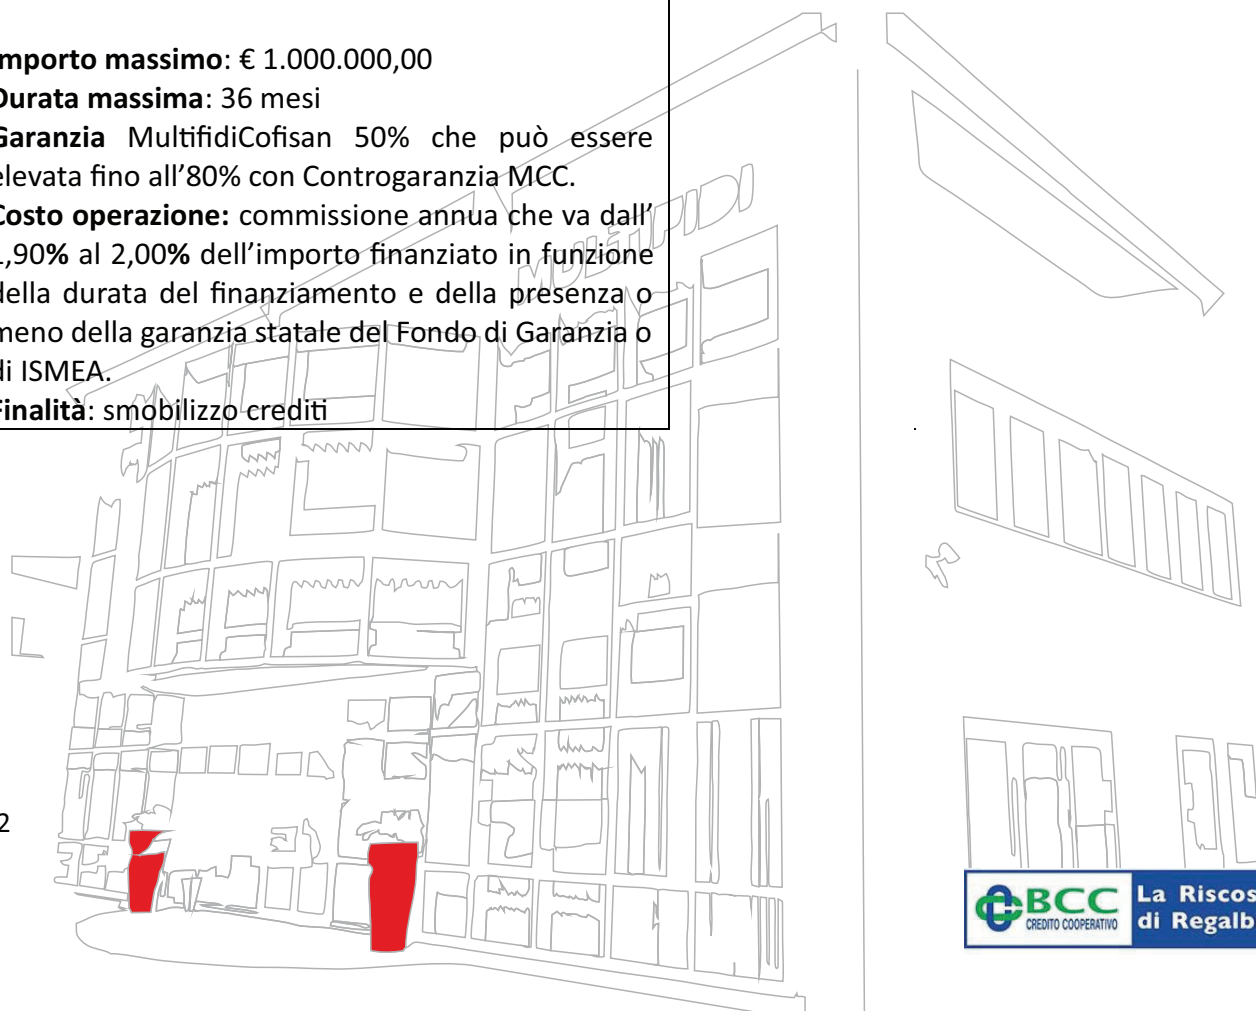 mporto massimo: € 1.000.000,00
Durata massima: 36 mesi
Garanzia MultifidiCofisan 50% che può essere
elevata fino all’80% con Controgaranzia MCC.
Costo operazione: commissione annua che va dall’
1,90% al 2,00% dell’importo finanziato in funzione
della durata del finanziamento e della presenza o
meno della garanzia statale del Fondo di Garanzia o
di ISMEA.
Finalità: smobilizzo crediti
MULTIFIDI
2
BCC
CREDITO COOPERATIVO
La Riscos
di Regalb